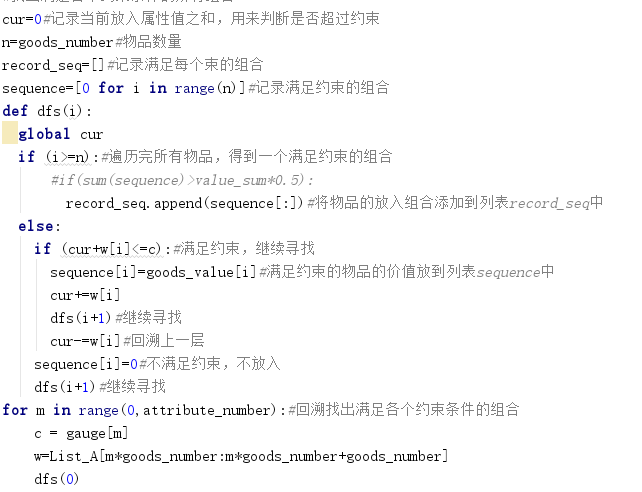 cur=0#记录当前放入属性值之和，用来判断是否超过约束
n=goods_number#物品数量
record_seq=[]#记录满足每个束的组合
sequence=[0 for i in range(n)]#记录满足约束的组合
def dfs(i):
global cur
if (i>=n):#遍历完所有物品，得到一个满足约束的组合
#if(sum(sequence)>value_sum*0.5):
record_seq.append(sequence[:])#将物品的放入组合添加到列表record_seq中
else:
if (cur+w[i]<=c):#满足约束，继续寻找
sequence[i]=goods_value[i]#满足约束的物品的价值放到列表sequence中
cur+=w[i]
dfs(i+1)#继续寻找
cur-=w[i]#回溯上一层
sequence[i]=0#不满足约束，不放入
dfs(i+1)#继续寻找
for m in range(0,attribute_number):#回溯找出满足各个约束条件的组合
c = gauge[m]
w=List_A[m*goods_number:m*goods_number+goods_number]
dfs(0)